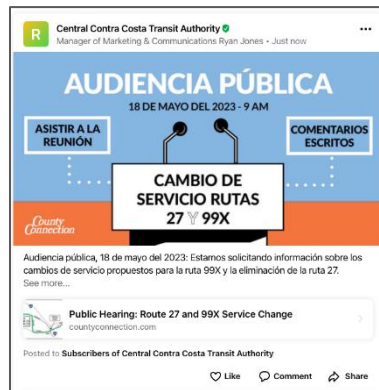 R
Central Contra Costa Transit Authority
Manager of Marketing & Communications Ryan Jones • Just now
AUDIENCIA PÚBLICA
18 DE MAYO DEL 2023 - 9 AM
ASISTIR A LA
REUNIÓN
COMENTARIOS
ESCRITOS
CAMBIO DE
SERVICIO RUTAS
27 Y 99X
County
Connection
Audiencia pública, 18 de mayo del 2023: Estamos solicitando información sobre los
cambios de servicio propuestos para la ruta 99X y la eliminación de la ruta 27.
See more...
Public Hearing: Route 27 and 99X Service Change
countyconnection.com
Posted to Subscribers of Central Contra Costa Transit Authority
Like Comment Share